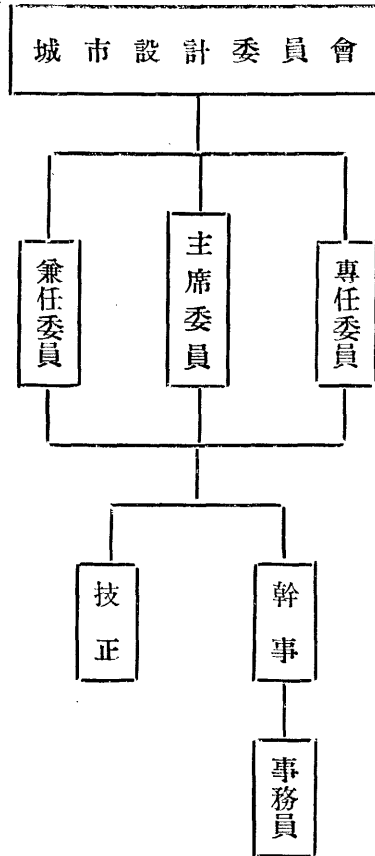 城市設計委員會
專任委員
主席委員
兼任委員
幹事
技正
事務員